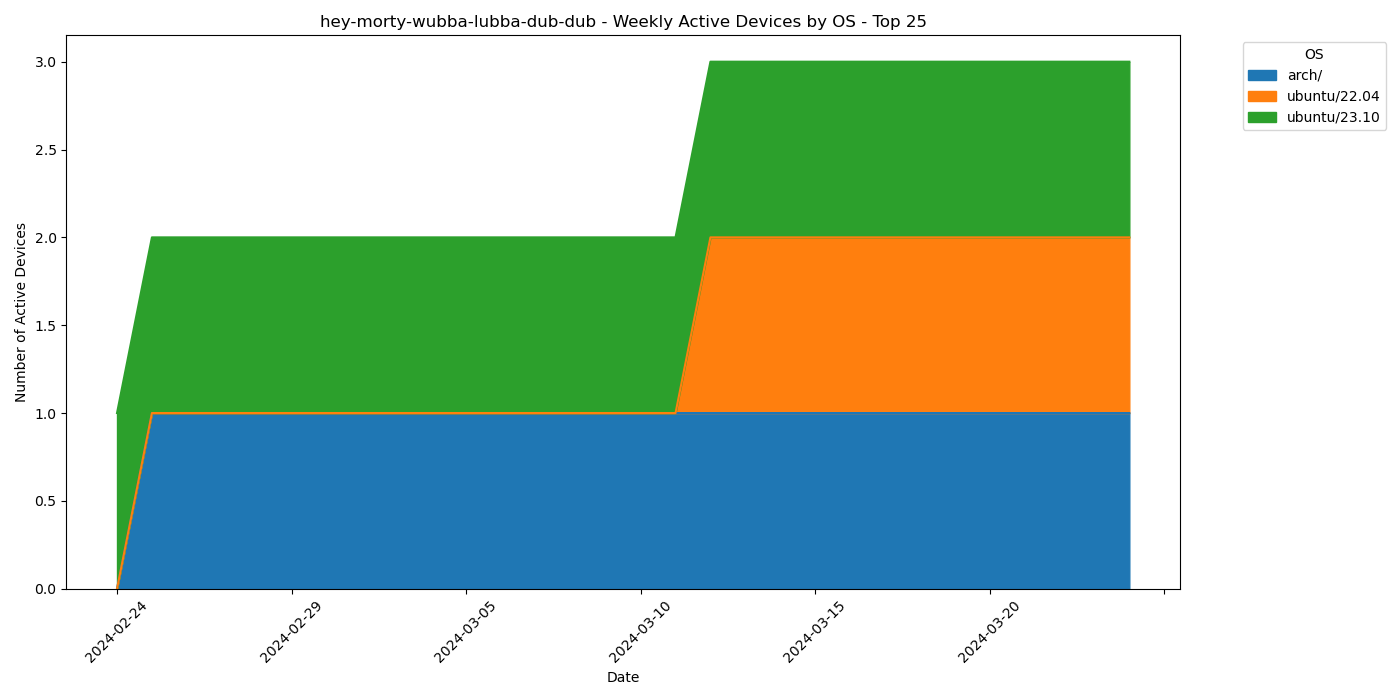 hey-morty-wubba-lubba-dub-dub - Weekly Active Devices by OS - Top 25
OS
arch/
ubuntu/22.04
ubuntu/23.10
Number of Active Devices
3.0
2.5
2.0
1.5
1.0
0.5
0.0
2024-02-24
2024-02-29
2024-03-05
2024-03-10
2024-03-15
2024-03-20
Date